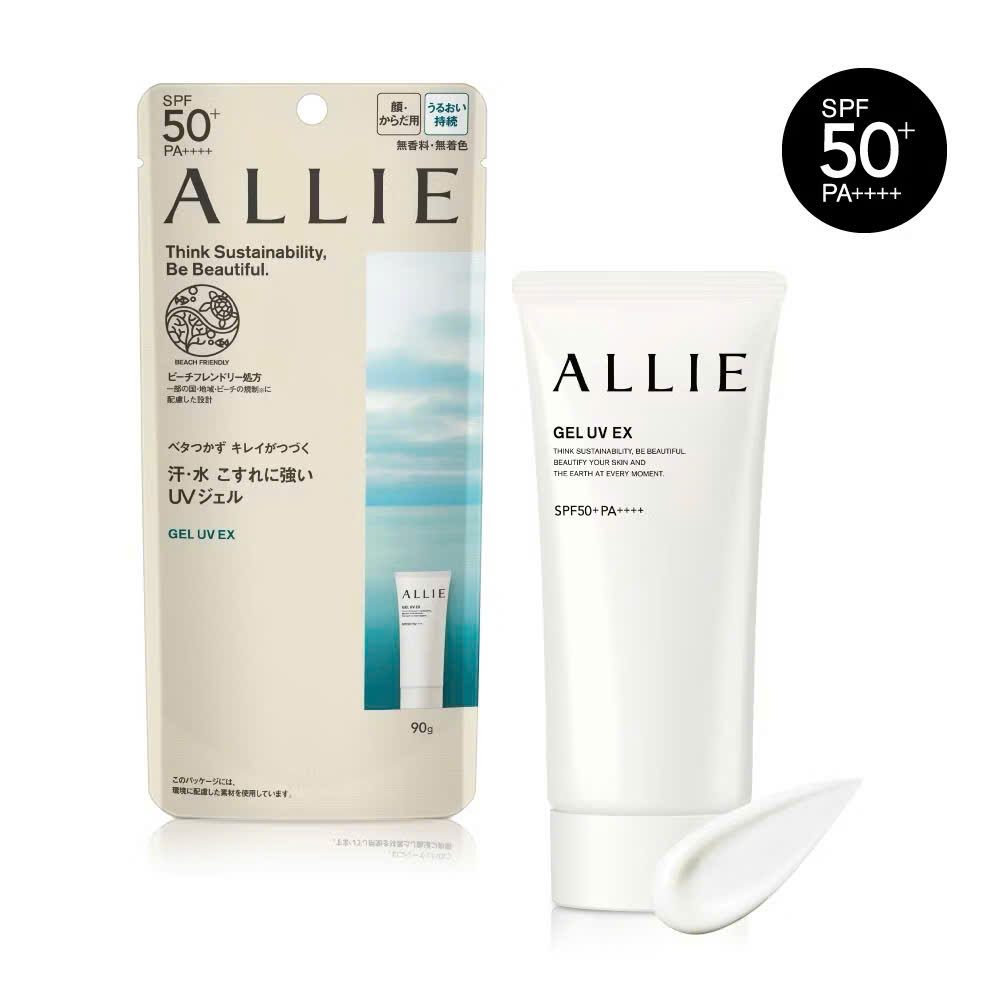 SPF
50+
PA++++
顔・
からだ用
うるおい
持続
無香料・無着色
ALLIE
Think Sustainability,
Be Beautiful.
BEACH FRIENDLY
ビーチフレンドリー処方
一部の国・地域・ビーチの規制※に
配慮した設計
ベタつかず キレイがつづく
汗・水 こすれに強い
UVジェル
GEL UV EX
ALLIE
GEL UV EX
90g
このパッケージには、
環境に配慮した素材を使用しています。
SPF
50+
PA++++
ALLIE
GEL UV EX
THINK SUSTAINABILITY, BE BEAUTIFUL.
BEAUTIFY YOUR SKIN AND
THE EARTH AT EVERY MOMENT.
SPF50+PA++++